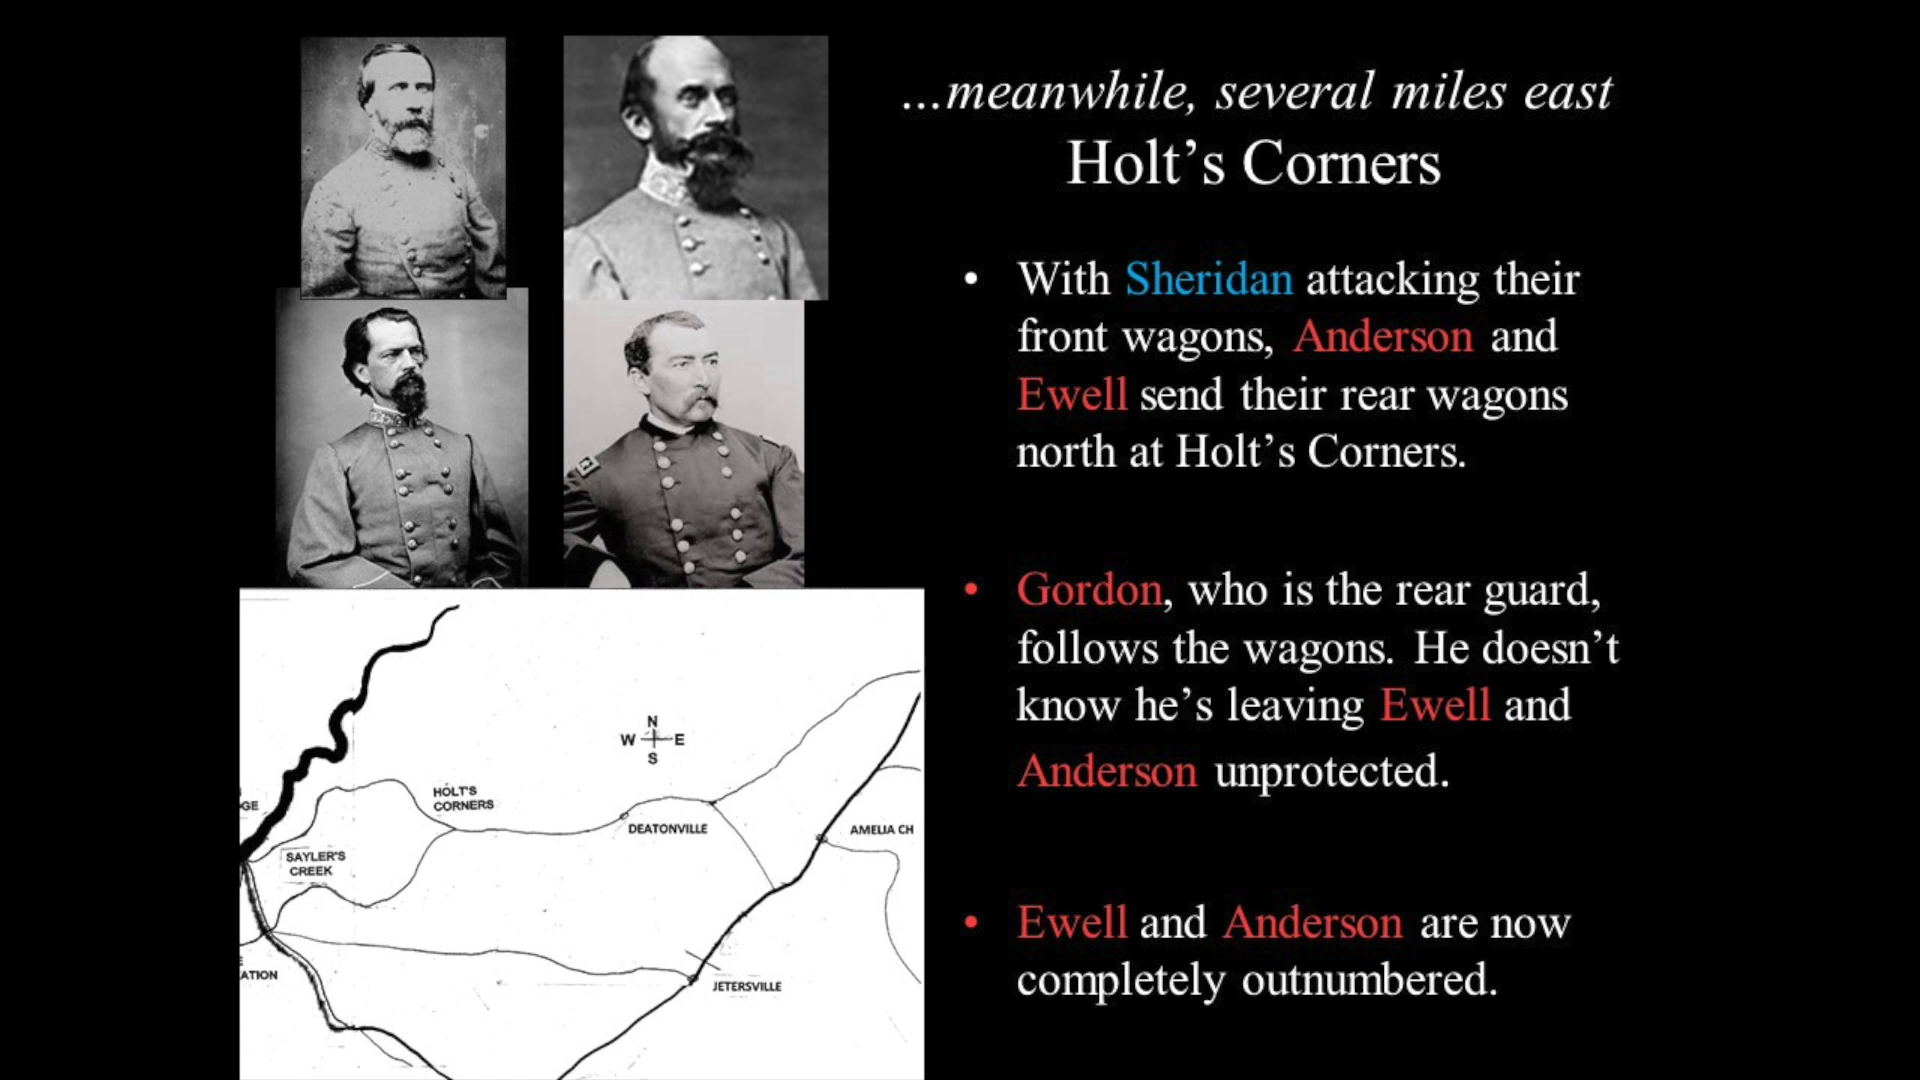 ...meanwhile, several miles east
Holt's Corners
• With Sheridan attacking their
front wagons, Anderson and
Ewell send their rear wagons
north at Holt's Corners.
• Gordon, who is the rear guard,
follows the wagons. He doesn't
know he's leaving Ewell and
Anderson unprotected.
• Ewell and Anderson are now
completely outnumbered.
N
W E
S
HOLT'S
CORNERS
GE
DEATONVILLE
AMELIA CH
SAYLER'S
CREEK
E
ATION
JETERSVILLE